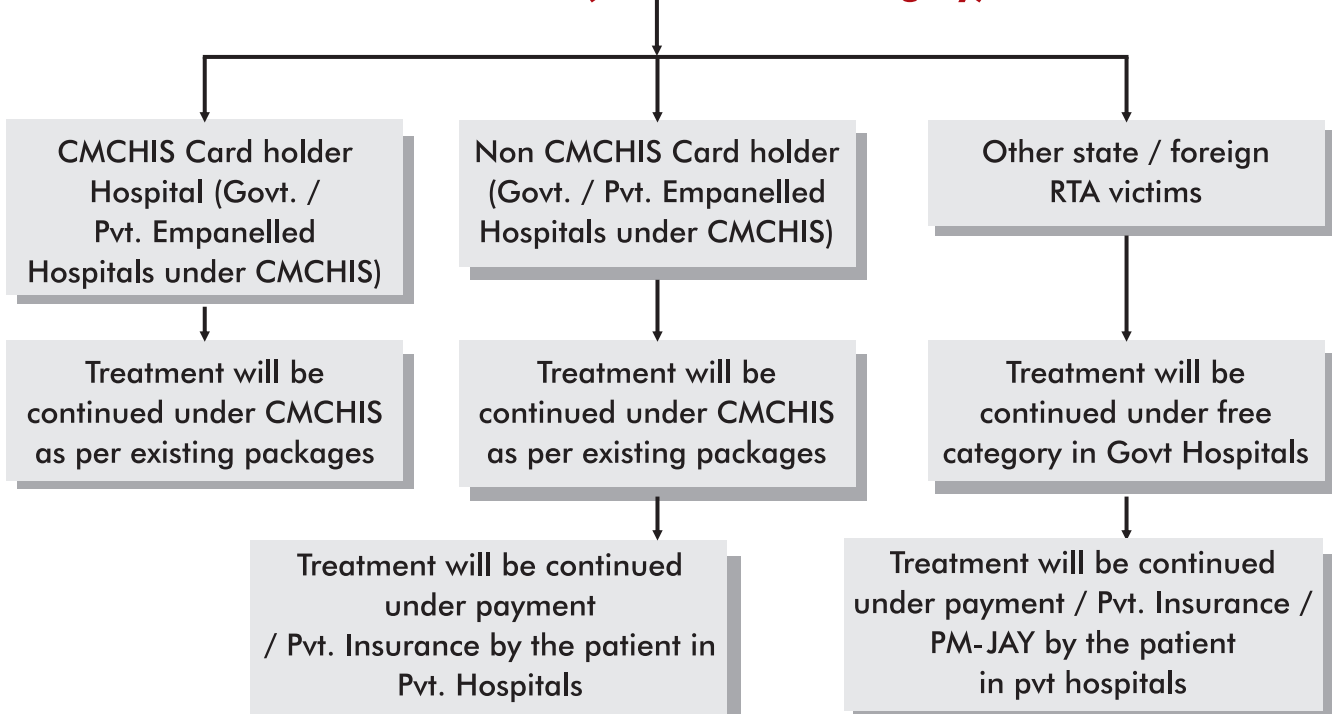 CMCHIS Card holder
Hospital (Govt. /
Pvt. Empanelled
Hospitals under CMCHIS)
Non CMCHIS Card holder
(Govt. / Pvt. Empanelled
Hospitals under CMCHIS)
Other state / foreign
RTA victims
Treatment will be
continued under CMCHIS
as per existing packages
Treatment will be
continued under CMCHIS
as per existing packages
Treatment will be
continued under free
category in Govt Hospitals
Treatment will be continued
under payment
/ Pvt. Insurance by the patient in
Pvt. Hospitals
Treatment will be continued
under payment / Pvt. Insurance /
PM-JAY by the patient
in pvt hospitals